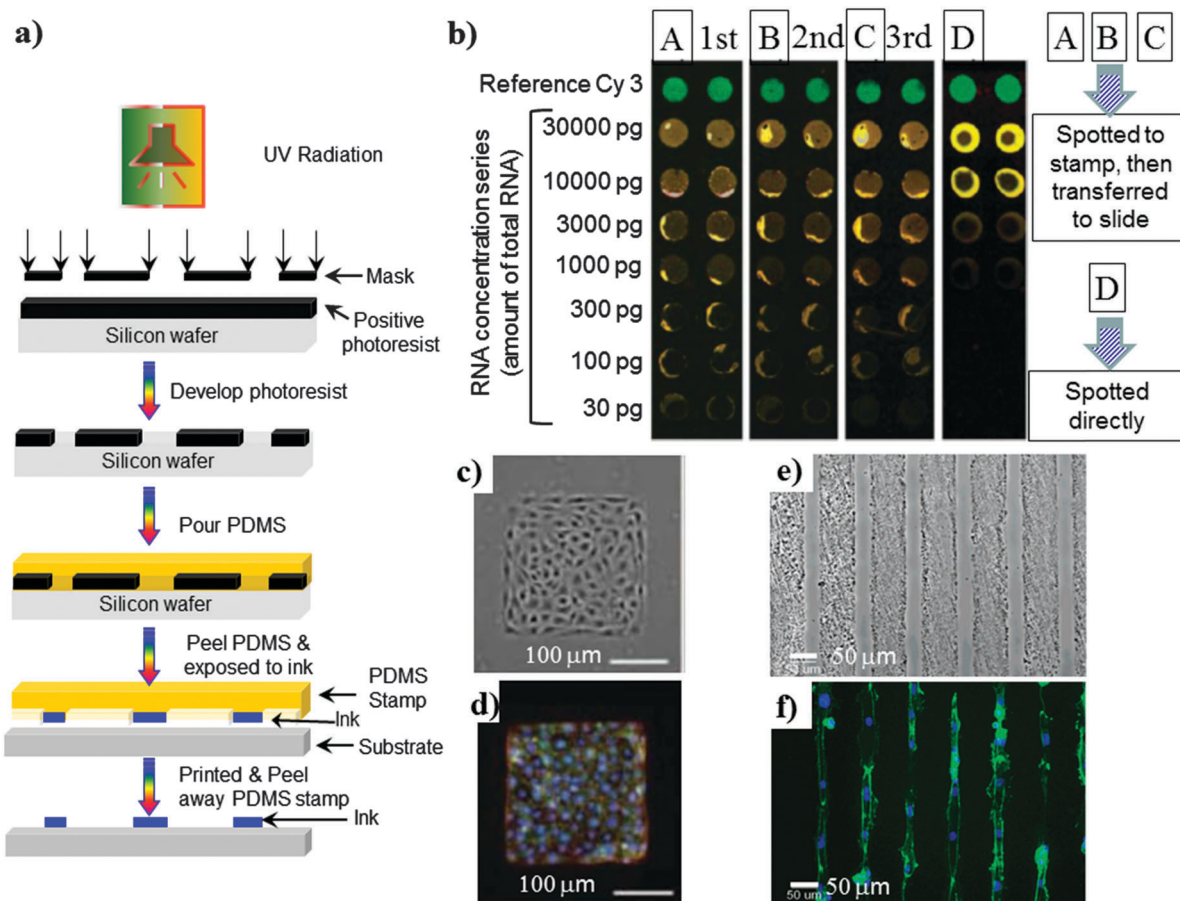 a)
UV Radiation
Mask
Positive
photoresist
Silicon wafer
Develop photoresist
Silicon wafer
Pour PDMS
Silicon wafer
Peel PDMS &
exposed to ink
PDMS
Stamp
Ink
Substrate
Printed & Peel
away PDMS stamp
Ink
b)
A 1st B 2nd C 3rd D
Reference Cy 3
30000 pg
10000 pg
3000 pg
1000 pg
300 pg
100 pg
30 pg
RNA concentration series
(amount of total RNA)
A B C
Spotted to
stamp, then
transferred
to slide
D
Spotted
directly
c)
100 µm
d)
100 µm
e)
50 µm
f)
50 µm
50 um